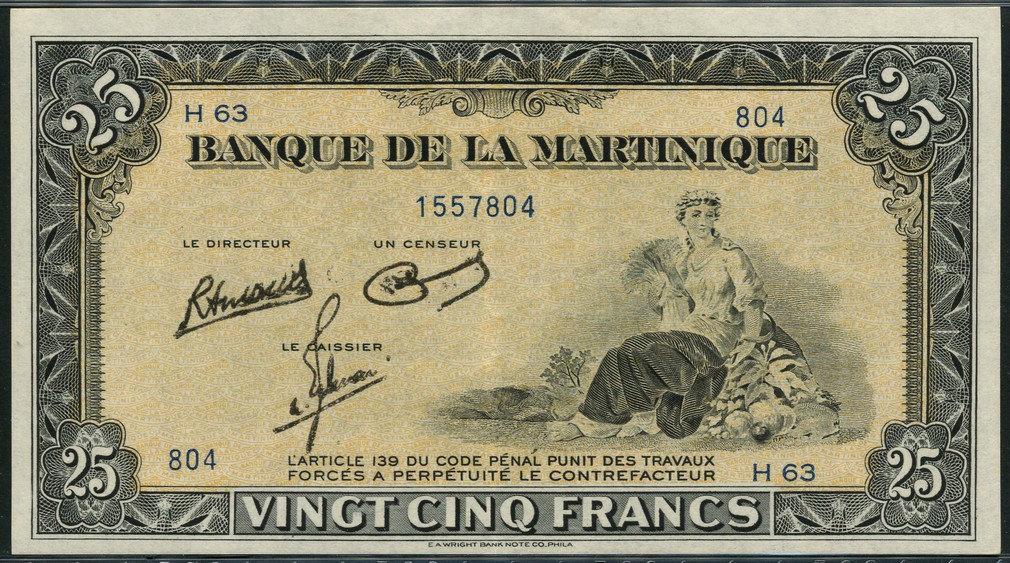 25 25
H 63 804
BANQUE DE LA MARTINIQUE
1557804
LE DIRECTEUR UN CENSEUR
LE CAISSIER
804 L'ARTICLE 139 DU CODE PÉNAL PUNIT DES TRAVAUX
FORCÉS A PERPÉTUITÉ LE CONTREFACTEUR H 63
25 25
VINGT CINQ FRANCS
E A WRIGHT BANK NOTE CO. PHILA